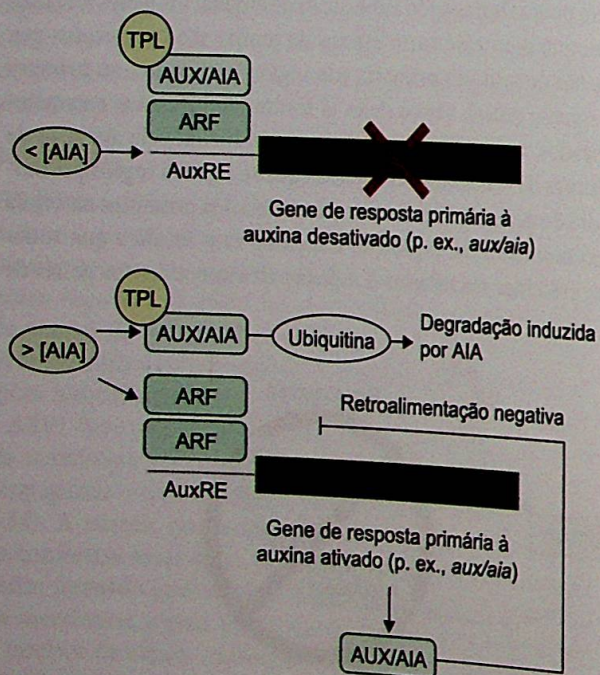 TPL
AUX/AIA
ARF
< [AIA]
AuxRE
Gene de resposta primária à
auxina desativado (p. ex., aux/aia)
TPL
> [AIA]
AUX/AIA
Ubiquitina
Degradação induzida
por AIA
ARF
Retroalimentação negativa
ARF
AuxRE
Gene de resposta primária à
auxina ativado (p. ex., aux/aia)
AUX/AIA